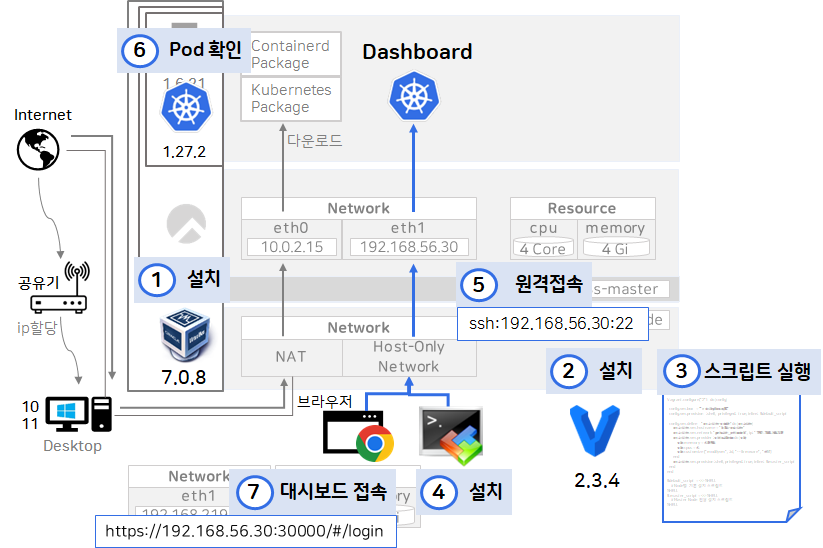 6 Pod 확인
Containerd
Package
Kubernetes
Package
Dashboard
1.6.21
1.27.2
다운로드
Internet
Network
eth0
eth1
10.0.2.15
192.168.56.30
Resource
cpu
memory
4 Core
4 Gi
1 설치
5 원격접속
s-master
ssh:192.168.56.30:22
de
공유기
ip할당
7.0.8
Network
NAT
Host-Only
Network
2 설치
3 스크립트 실행
2.3.4
10
11
Desktop
브라우저
Network
eth1
192.168.219
ory
7 대시보드 접속
4 설치
https://192.168.56.30:30000/#/login